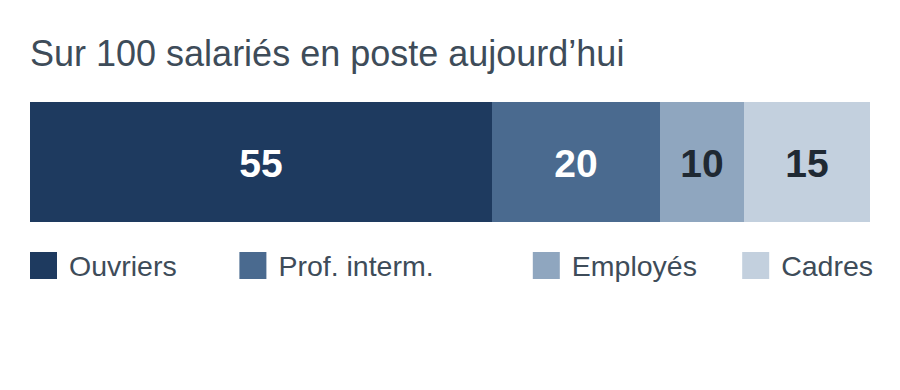 Sur 100 salariés en poste aujourd’hui
55 20 10 15
Ouvriers Prof. interm. Employés Cadres